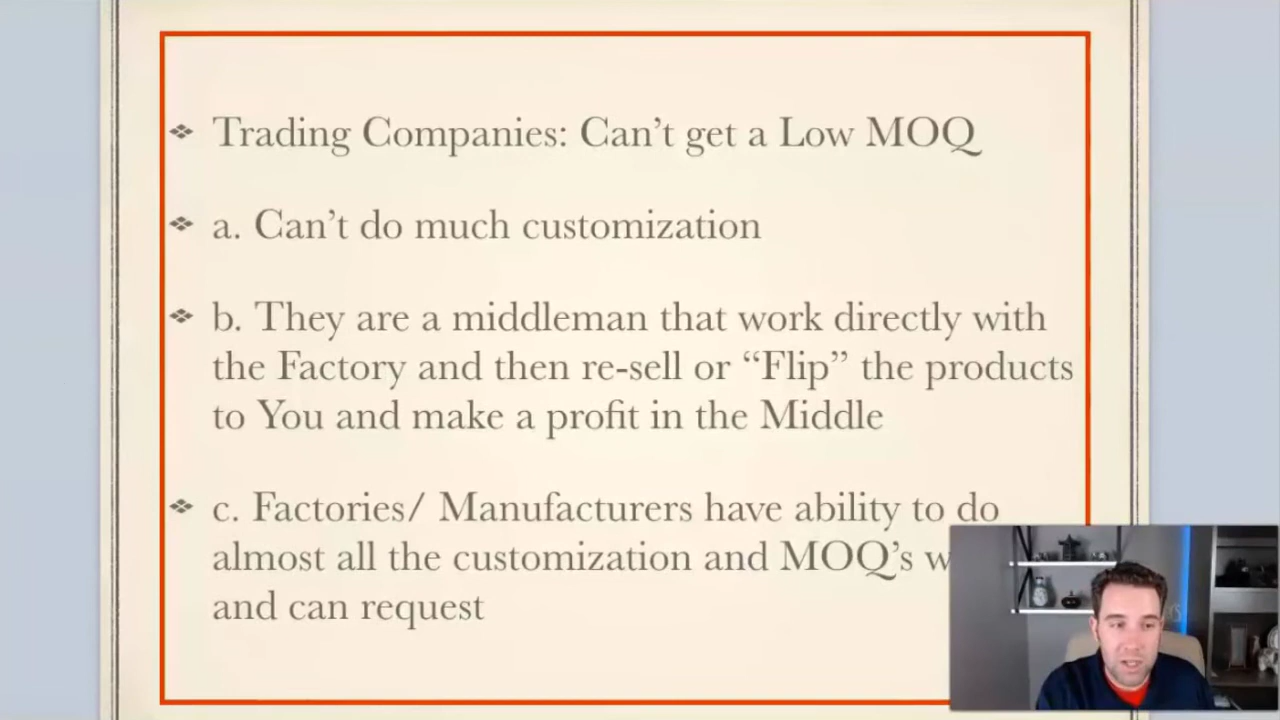 Trading Companies: Can’t get a Low MOQ
a. Can’t do much customization
b. They are a middleman that work directly with
the Factory and then re-sell or “Flip” the products
to You and make a profit in the Middle
c. Factories/ Manufacturers have ability to do
almost all the customization and MOQ’s
and can request